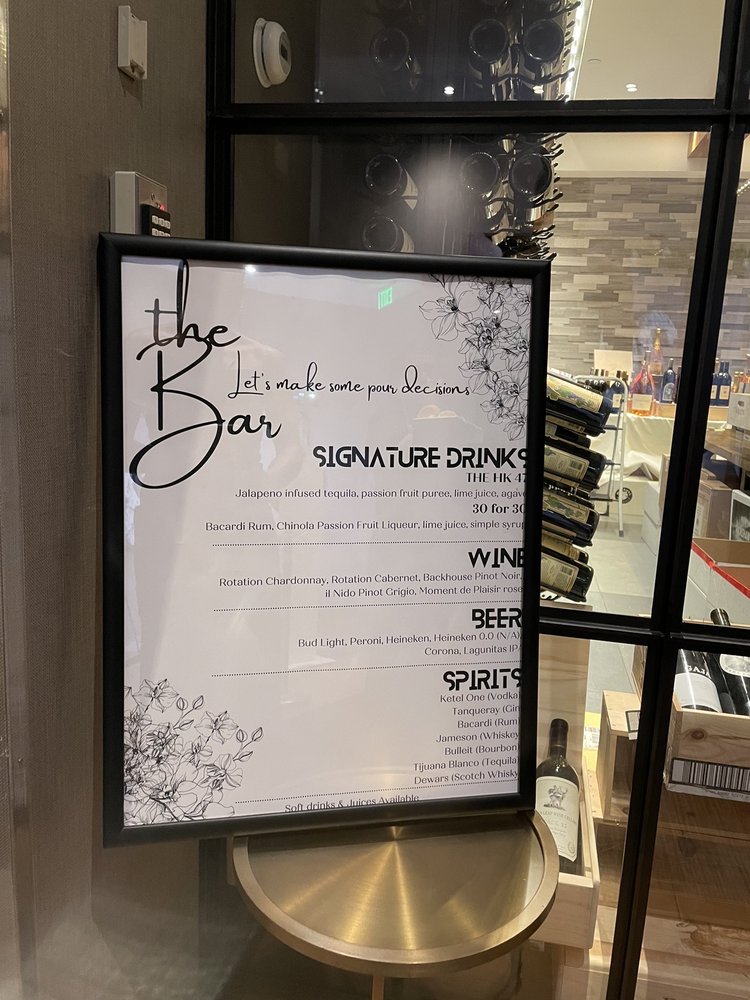 the
Bar
Let's make some pour decisions
SIGNATURE DRINKS
THE HK 47
Jalapeno infused tequila, passion fruit puree, lime juice, agave
30 for 30
Bacardi Rum, Chinola Passion Fruit Liqueur, lime juice, simple syrup
WINE
Rotation Chardonnay, Rotation Cabernet, Backhouse Pinot Noir,
il Nido Pinot Grigio, Moment de Plaisir rose
BEER
Bud Light, Peroni, Heineken, Heineken 0.0 (N/A),
Corona, Lagunitas IPA
SPIRITS
Ketel One (Vodka)
Tanqueray (Gin
Bacardi (Rum)
Jameson (Whiskey
Bulleit (Bourbon)
Tijuana Blanco (Tequila)
Dewars (Scotch Whisky
Soft drinks & Juices Available